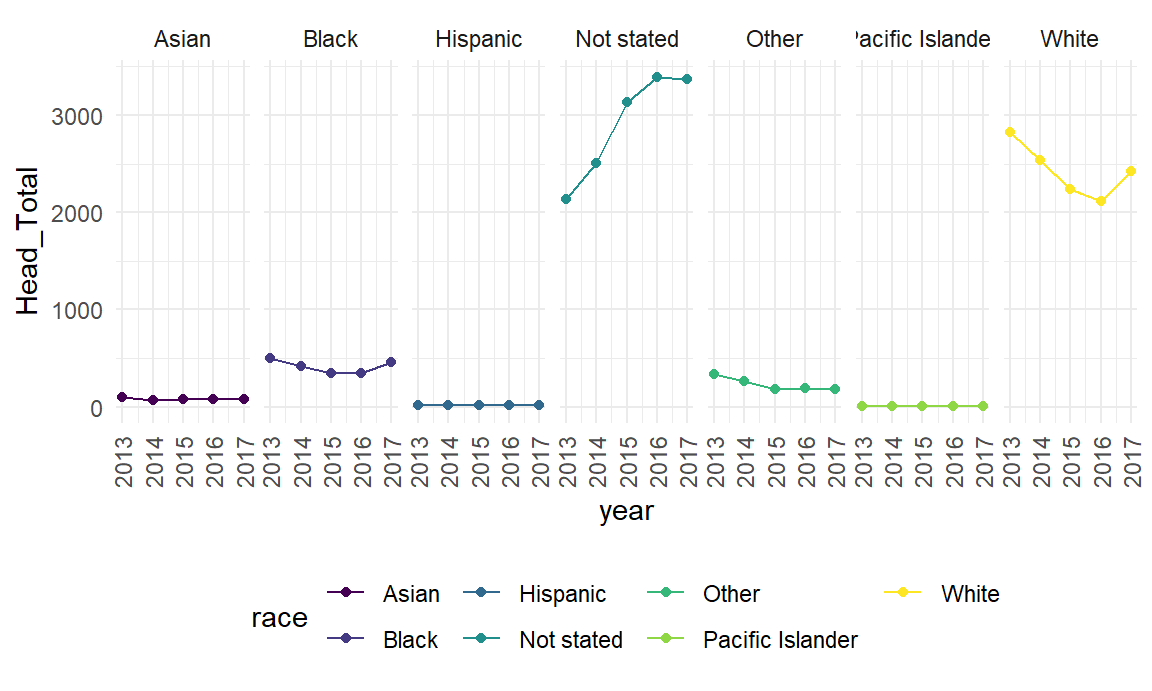 Asian Black Hispanic Not stated Other Pacific Islande White
Head_Total
3000
2000
1000
0
2013 2014 2015 2016 2017 2013 2014 2015 2016 2017 2013 2014 2015 2016 2017 2013 2014 2015 2016 2017 2013 2014 2015 2016 2017 2013 2014 2015 2016 2017 2013 2014 2015 2016 2017
year
race
Asian Hispanic Other White
Black Not stated Pacific Islander